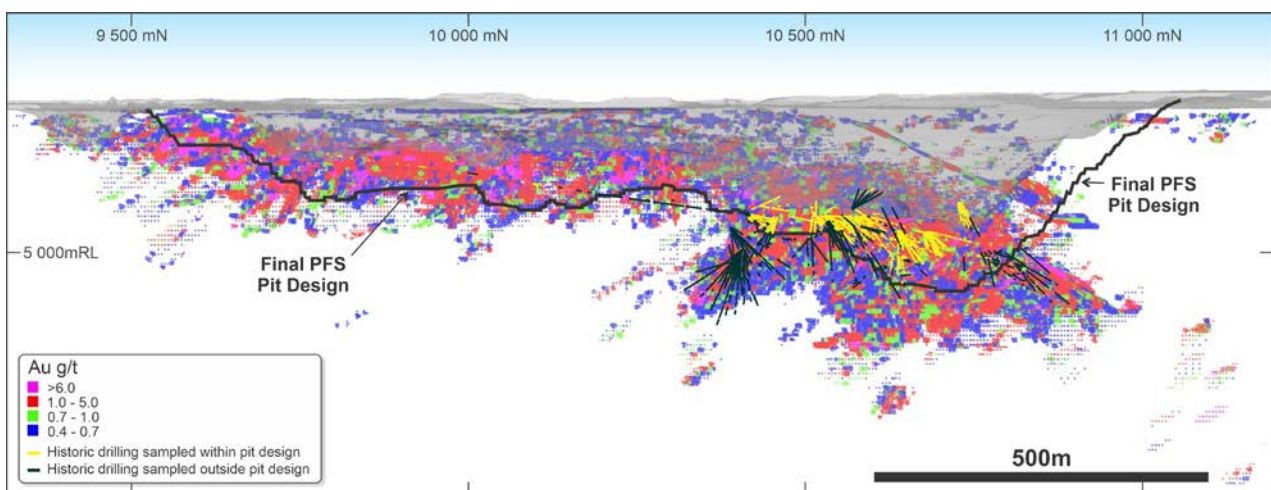 9 500 mN
10 000 mN
10 500 mN
11 000 mN
Final PFS
Pit Design
5 000mRL
Final PFS
Pit Design
Au g/t
>6.0
1.0 - 5.0
0.7 - 1.0
0.4 - 0.7
Historic drilling sampled within pit design
Historic drilling sampled outside pit design
500m